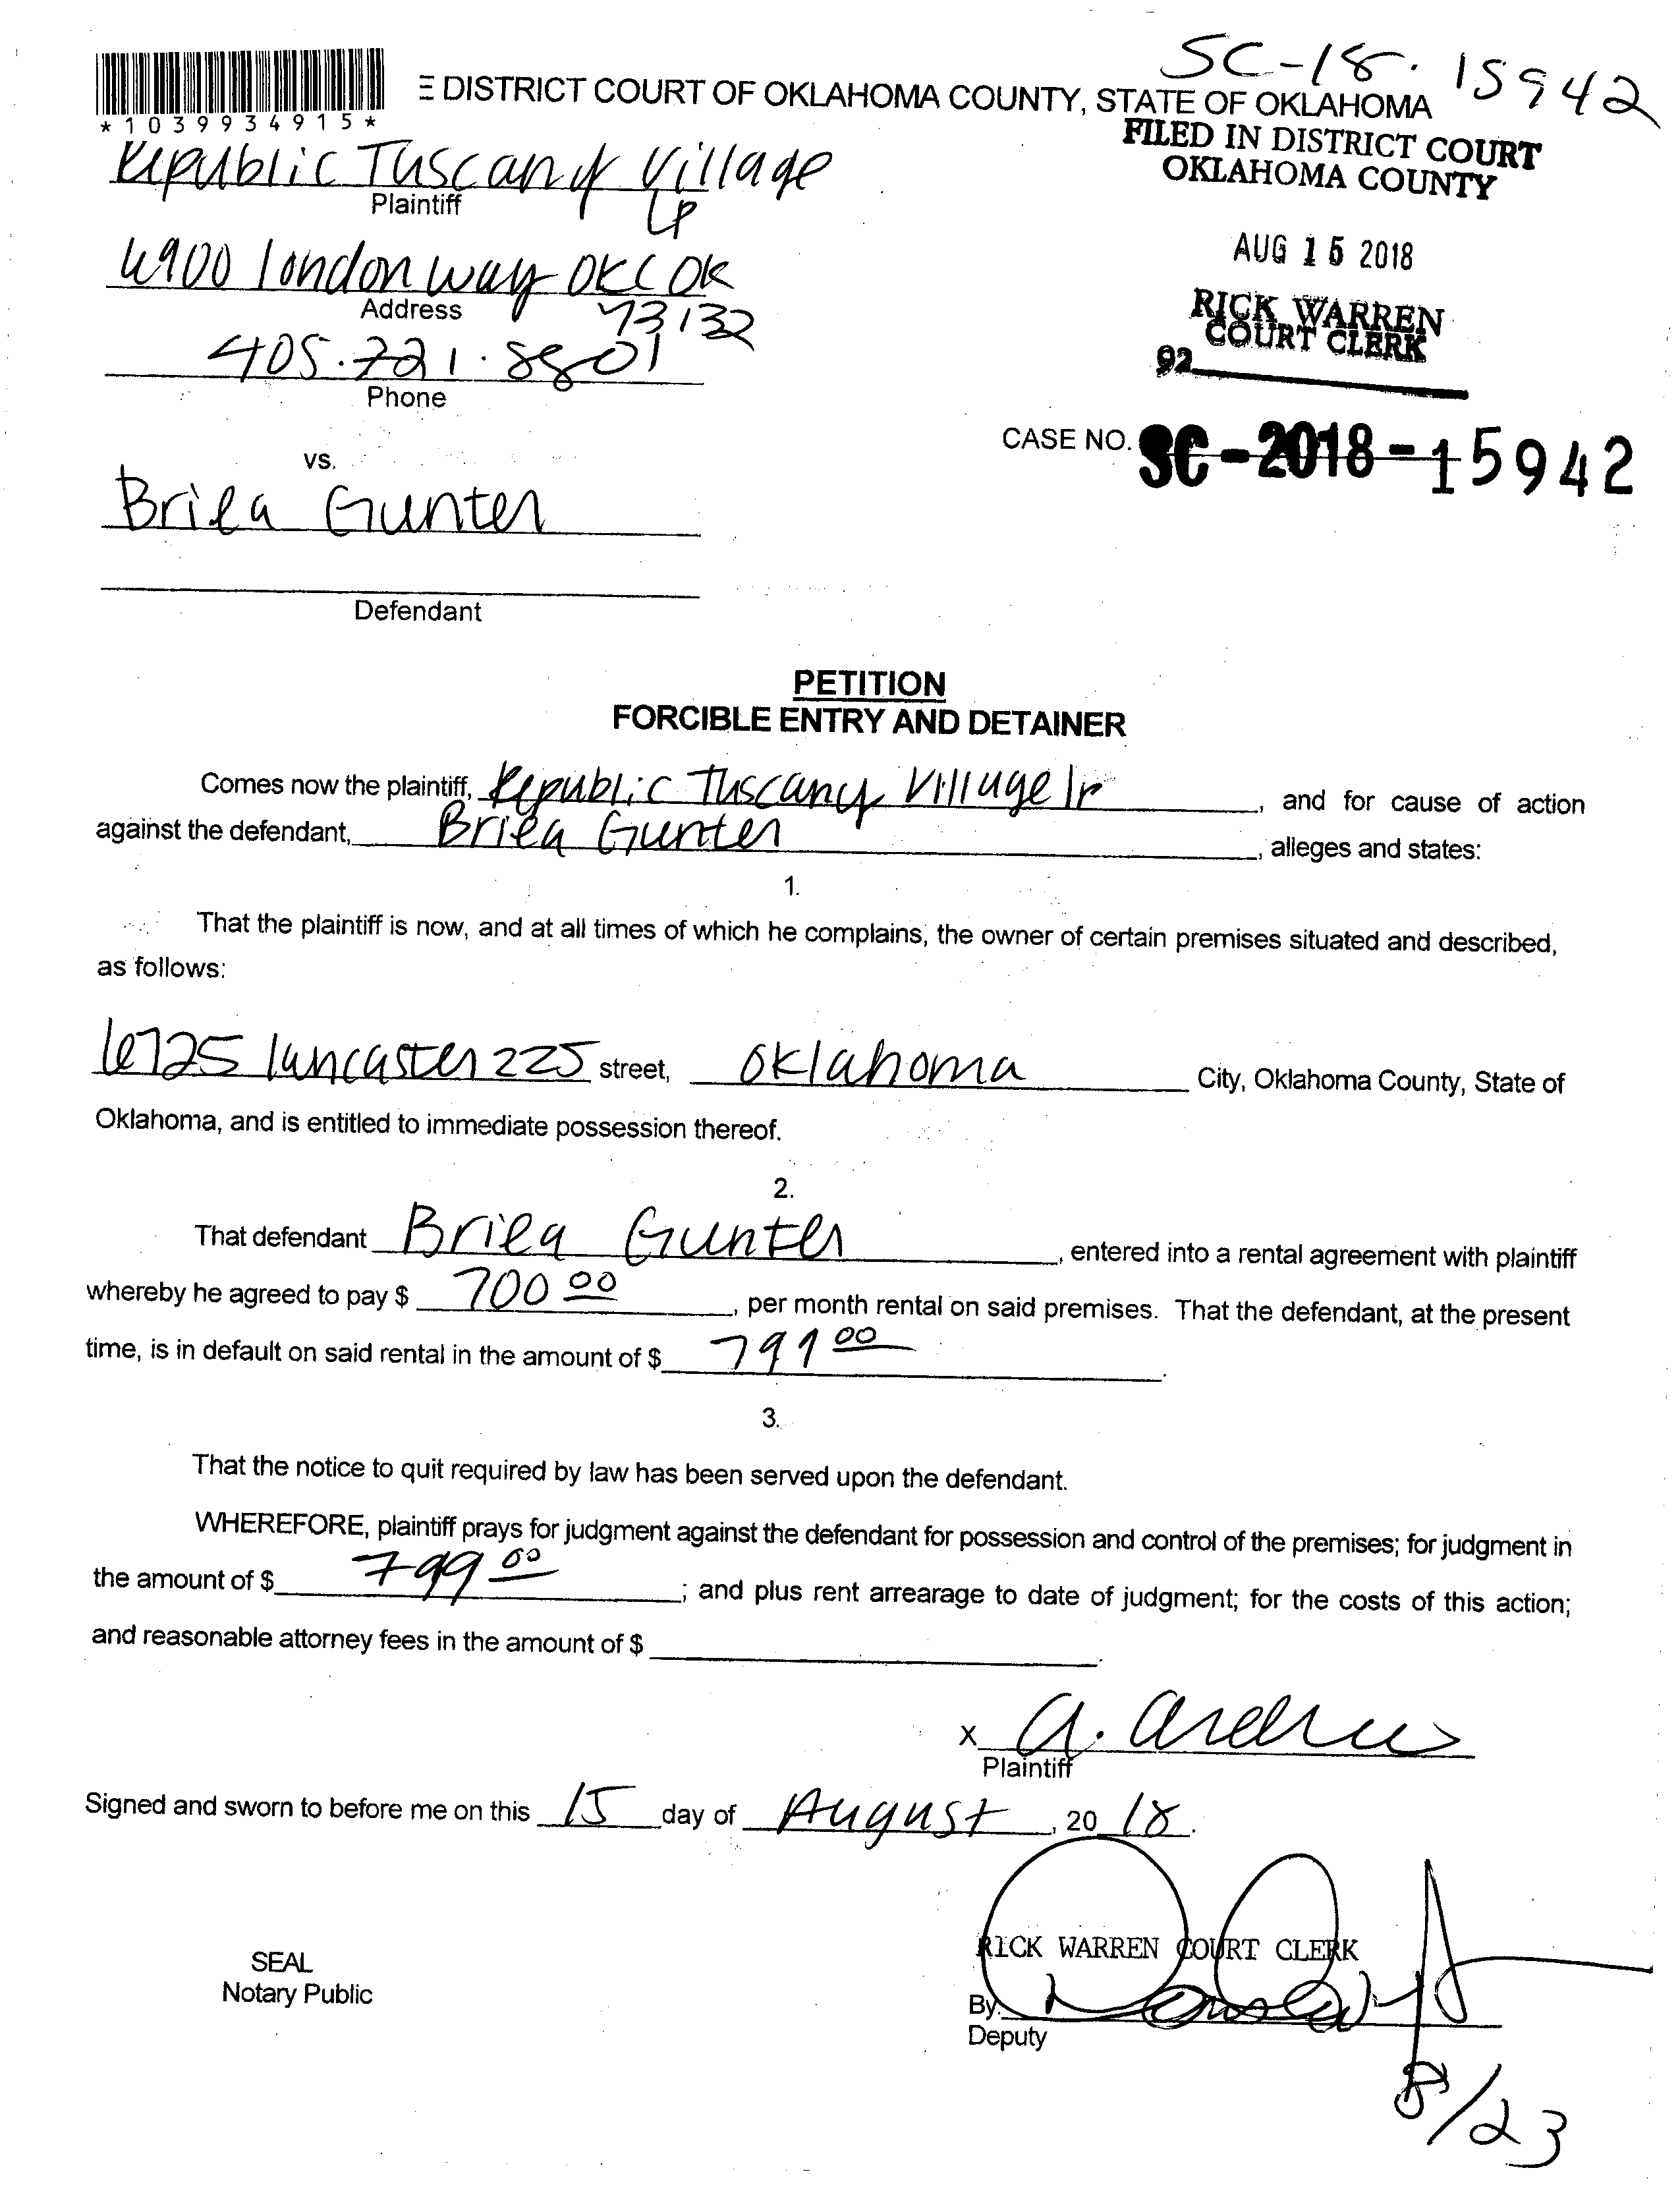 SC-18-15942
*1039934915*
E DISTRICT COURT OF OKLAHOMA COUNTY, STATE OF OKLAHOMA
FILED IN DISTRICT COURT
OKLAHOMA COUNTY
Republic Tuscany Village
LP
Plaintiff
AUG 15 2018
6900 london way OKC OK
73132
Address
RICK WARREN
COURT CLERK
92
405.721.8801
Phone
CASE NO. SC-2018-15942
vs.
Briea Gunter
Defendant
PETITION
FORCIBLE ENTRY AND DETAINER
Comes now the plaintiff, Republic Tuscany Village lp, and for cause of action
against the defendant, Briea Gunter, alleges and states:
1.
That the plaintiff is now, and at all times of which he complains, the owner of certain premises situated and described,
as follows:
6725 lancaster 225 street, Oklahoma City, Oklahoma County, State of
Oklahoma, and is entitled to immediate possession thereof.
2.
That defendant Briea Gunter, entered into a rental agreement with plaintiff
whereby he agreed to pay $ 700 00, per month rental on said premises. That the defendant, at the present
time, is in default on said rental in the amount of $ 799 00.
3.
That the notice to quit required by law has been served upon the defendant.
WHEREFORE, plaintiff prays for judgment against the defendant for possession and control of the premises; for judgment in
the amount of $ 799 00; and plus rent arrearage to date of judgment; for the costs of this action;
and reasonable attorney fees in the amount of $.
X A. Andrews
Plaintiff
Signed and sworn to before me on this 15 day of August, 2018.
RICK WARREN COURT CLERK
SEAL
Notary Public
By
Deputy
8/23